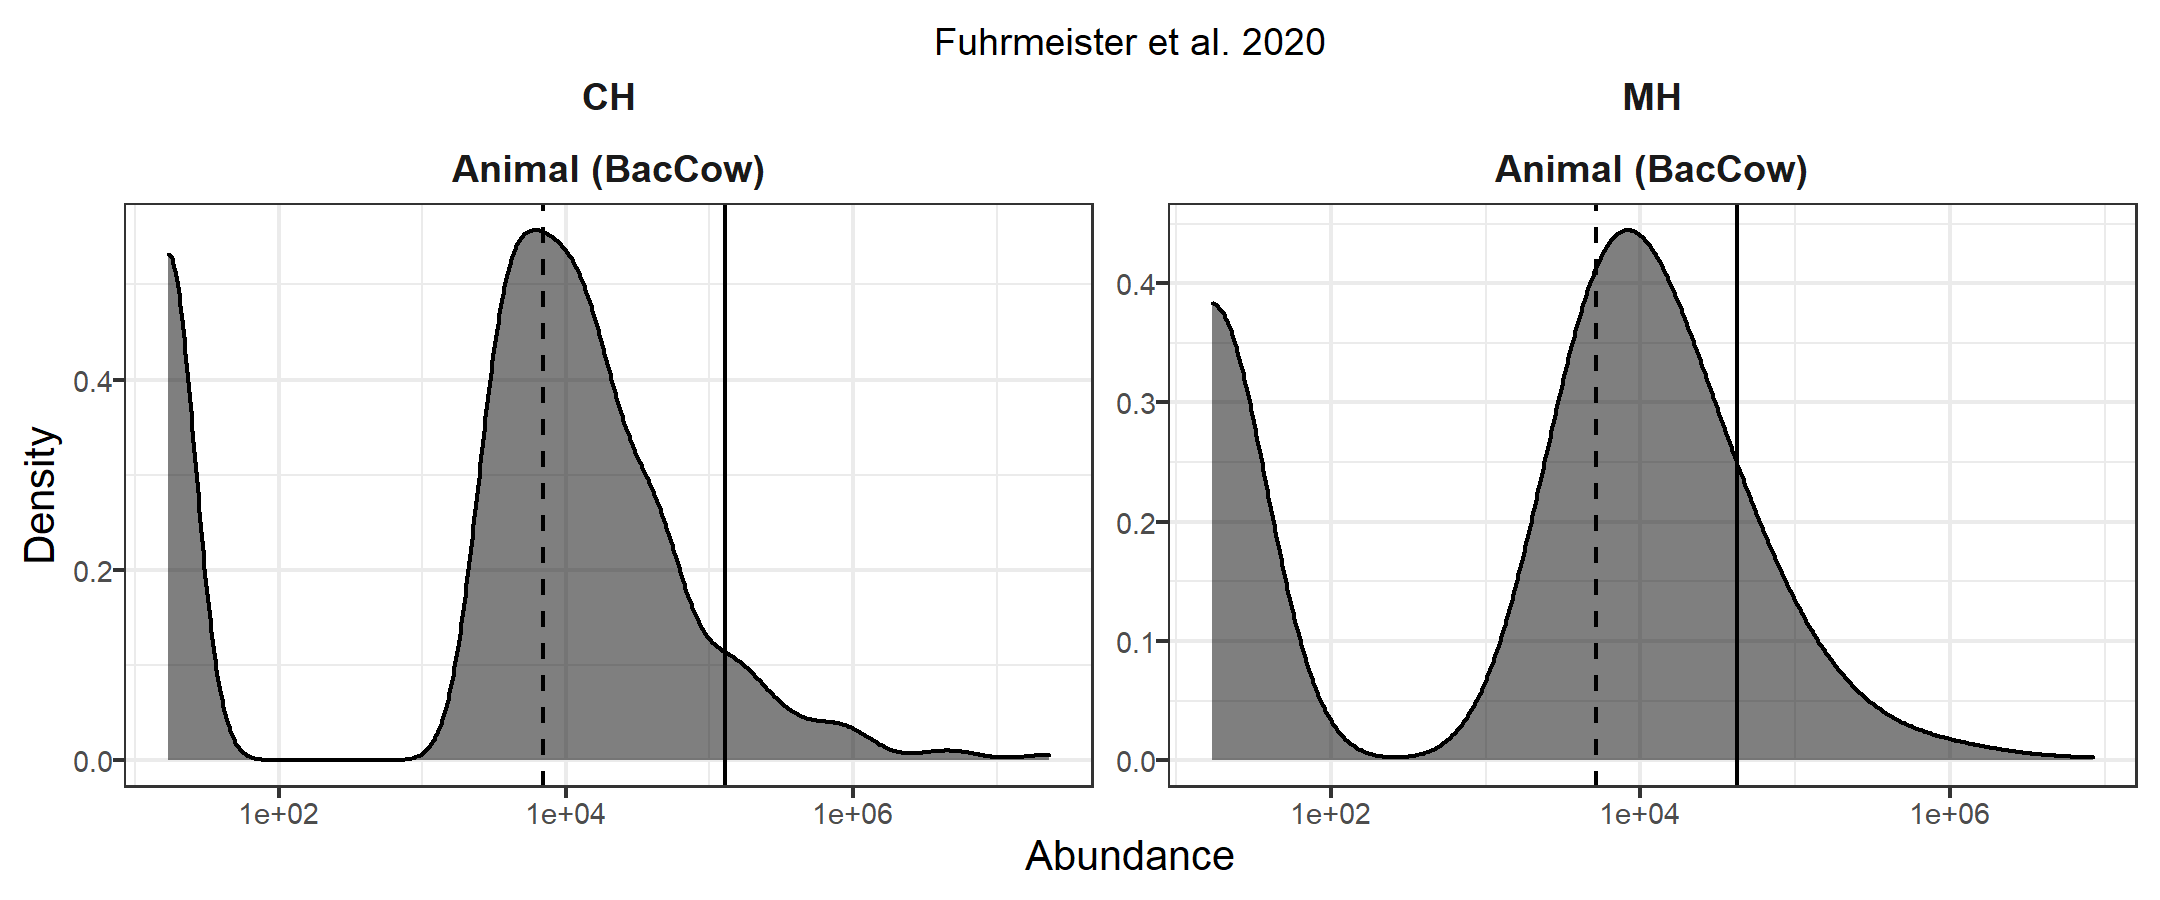 Fuhrmeister et al. 2020
CH
Animal (BacCow)
MH
Animal (BacCow)
Density
0.4
0.2
0.0
1e+02
1e+04
1e+06
0.4
0.3
0.2
0.1
0.0
1e+02
1e+04
1e+06
Abundance